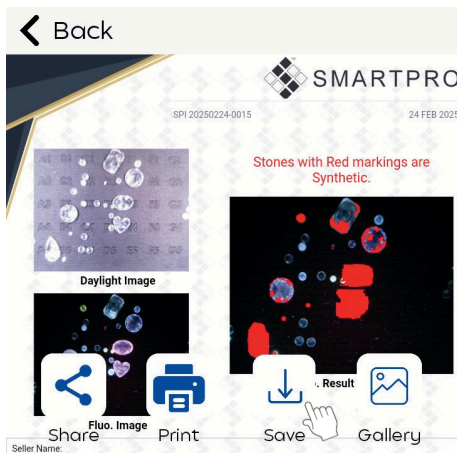 Back
SMARTPRO
SPI 20250224-0015
24 FEB 2025
Stones with Red markings are
Synthetic.
Daylight Image
Result
Fluo. Image
Share
Print
Save
Gallery
Seller Name: